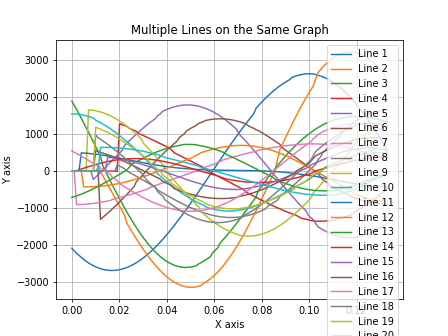 Multiple Lines on the Same Graph
3000
2000
1000
0
−1000
−2000
−3000
Y axis
0.00
0.02
0.04
0.06
0.08
0.10
X axis
Line 1
Line 2
Line 3
Line 4
Line 5
Line 6
Line 7
Line 8
Line 9
Line 10
Line 11
Line 12
Line 13
Line 14
Line 15
Line 16
Line 17
Line 18
Line 19
Line 20